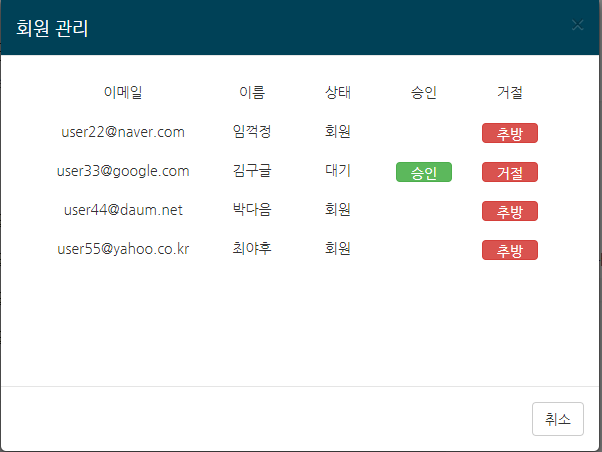 회원 관리
이메일 이름 상태 승인 거절
user22@naver.com 임꺽정 회원 추방
user33@google.com 김구글 대기 승인 거절
user44@daum.net 박다음 회원 추방
user55@yahoo.co.kr 최야후 회원 추방
취소